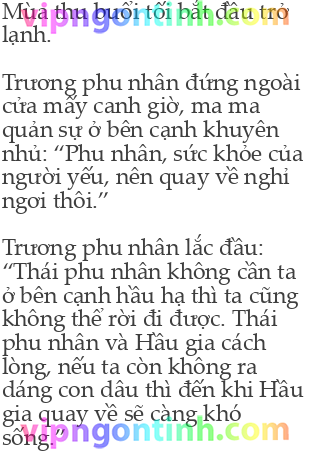 Mùa thu buổi tối bắt đầu trở
vipngontinh.com
lạnh.
Trương phu nhân đứng ngoài
cửa mấy canh giờ, ma ma
quản sự ở bên cạnh khuyên
nhủ: “Phu nhân, sức khỏe của
người yếu, nên quay về nghỉ
ngơi thôi.”
Trương phu nhân lắc đầu:
“Thái phu nhân không cần ta
ở bên cạnh hầu hạ thì ta cũng
không thể rời đi được. Thái
phu nhân và Hầu gia cách
lòng, nếu ta còn không ra
dáng con dâu thì đến khi Hầu
gia quay về sẽ càng khó
sống.”
vipngontinh.com